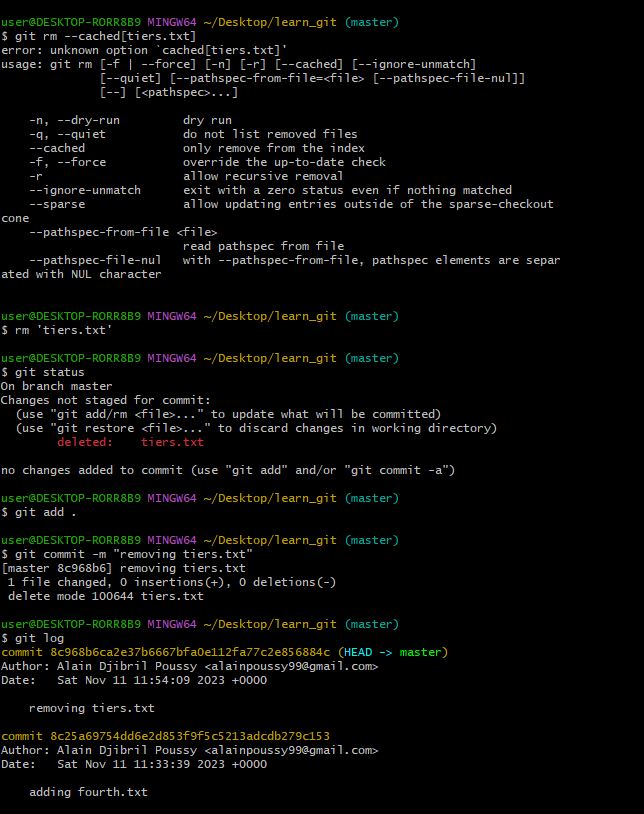 user@DESKTOP-RORR8B9 MINGW64 ~/Desktop/learn_git (master)
$ git rm --cached[tiers.txt]
error: unknown option `cached[tiers.txt]'
usage: git rm [-f | --force] [-n] [-r] [--cached] [--ignore-unmatch]
              [--quiet] [--pathspec-from-file=<file> [--pathspec-file-nul]]
              [--] [<pathspec>...]

    -n, --dry-run         dry run
    -q, --quiet           do not list removed files
    --cached              only remove from the index
    -f, --force           override the up-to-date check
    -r                    allow recursive removal
    --ignore-unmatch      exit with a zero status even if nothing matched
    --sparse              allow updating entries outside of the sparse-checkout
cone
    --pathspec-from-file <file>
                          read pathspec from file
    --pathspec-file-nul   with --pathspec-from-file, pathspec elements are separ
ated with NUL character

user@DESKTOP-RORR8B9 MINGW64 ~/Desktop/learn_git (master)
$ rm 'tiers.txt'

user@DESKTOP-RORR8B9 MINGW64 ~/Desktop/learn_git (master)
$ git status
On branch master
Changes not staged for commit:
  (use "git add/rm <file>..." to update what will be committed)
  (use "git restore <file>..." to discard changes in working directory)
        deleted:    tiers.txt

no changes added to commit (use "git add" and/or "git commit -a")

user@DESKTOP-RORR8B9 MINGW64 ~/Desktop/learn_git (master)
$ git add .

user@DESKTOP-RORR8B9 MINGW64 ~/Desktop/learn_git (master)
$ git commit -m "removing tiers.txt"
[master 8c968b6] removing tiers.txt
 1 file changed, 0 insertions(+), 0 deletions(-)
 delete mode 100644 tiers.txt

user@DESKTOP-RORR8B9 MINGW64 ~/Desktop/learn_git (master)
$ git log
commit 8c968b6ca2e37b6667bfa0e112fa77c2e856884c (HEAD -> master)
Author: Alain Djibril Poussy <alainpoussy99@gmail.com>
Date:   Sat Nov 11 11:54:09 2023 +0000

    removing tiers.txt

commit 8c25a69754dd6e2d853f9f5c5213adcdb279c153
Author: Alain Djibril Poussy <alainpoussy99@gmail.com>
Date:   Sat Nov 11 11:33:39 2023 +0000

    adding fourth.txt